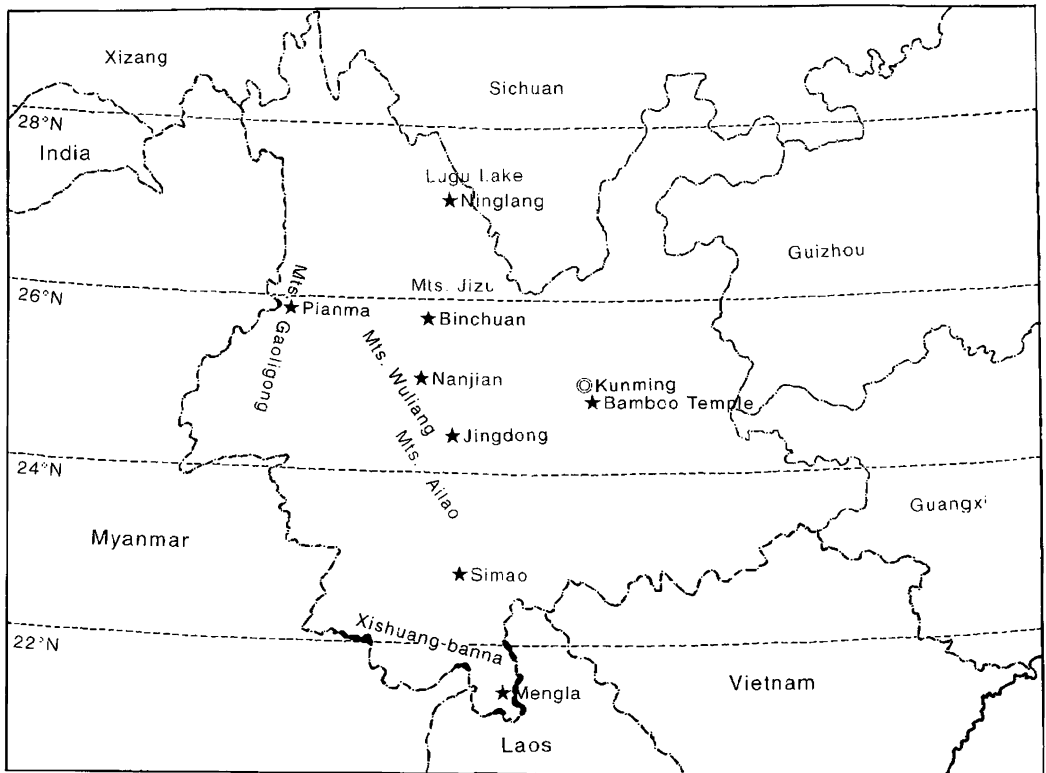 Xizang
Sichuan
28°N
India
Lugu Lake
★Ninglang
Guizhou
26°N
Mts. Jizu
Mts. Gaoligong
★Pianma
★Binchuan
Mts. Wuliang
★Nanjian
◎Kunming
★Bamboo Temple
★Jingdong
Mts. Ailao
24°N
Guangxi
Myanmar
★Simao
22°N
Xishuang-banna
★Mengla
Vietnam
Laos